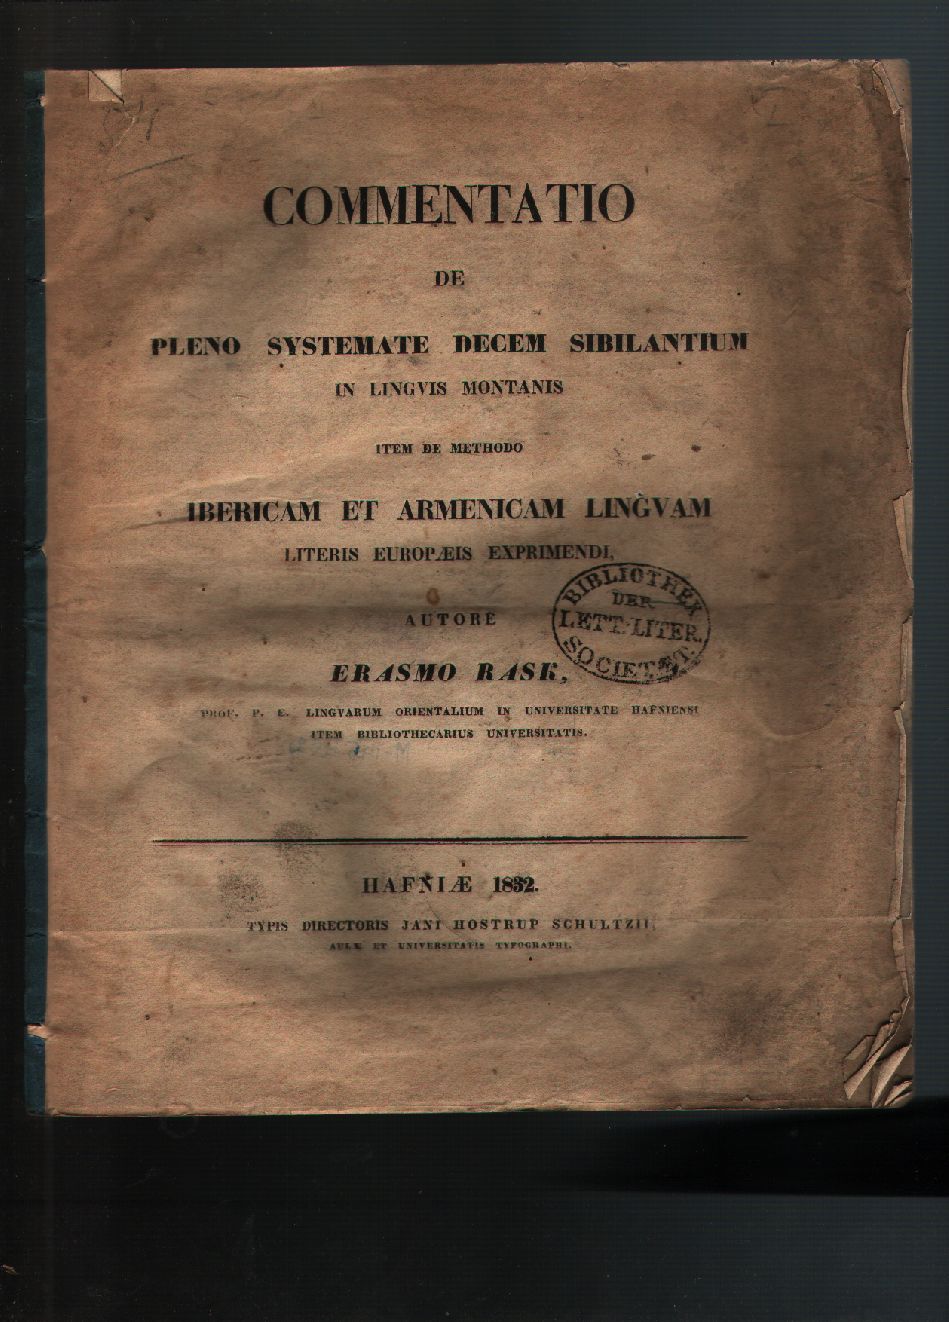 COMMENTATIO
DE
PLENO SYSTEMATE DECEM SIBILANTIUM
IN LINGVIS MONTANIS
ITEM DE METHODO
IBERICAM ET ARMENICAM LINGVAM
LITERIS EUROPÆIS EXPRIMENDI,
AUTORE
ERASMO RASK,
PROF. P. E. LINGVARUM ORIENTALIUM IN UNIVERSITATE HAFNIENSI
ITEM BIBLIOTHECARIUS UNIVERSITATIS.
BIBLIOTHEK
DER
LETT: LITER.
SOCIETÆT.
HAFNIÆ 1832.
TYPIS DIRECTORIS JANI HOSTRUP SCHULTZII,
AULÆ ET UNIVERSITATIS TYPOGRAPHI.